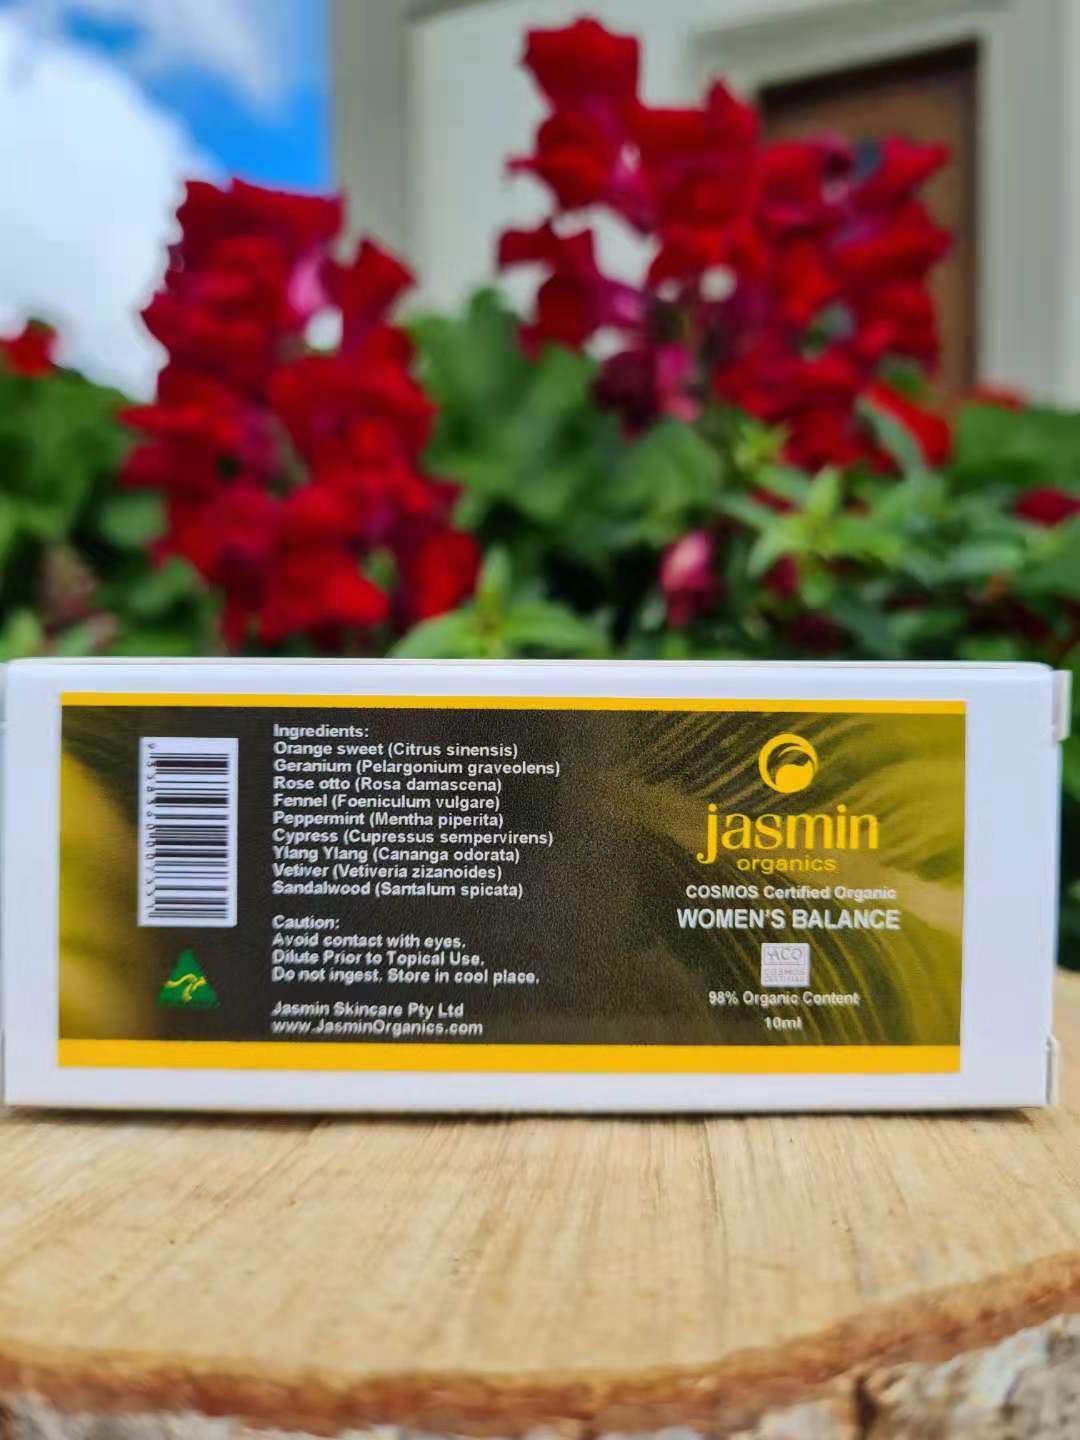 Ingredients:
Orange sweet (Citrus sinensis)
Geranium (Pelargonium graveolens)
Rose otto (Rosa damascena)
Fennel (Foeniculum vulgare)
Peppermint (Mentha piperita)
Cypress (Cupressus sempervirens)
Ylang Ylang (Cananga odorata)
Vetiver (Vetiveria zizanoides)
Sandalwood (Santalum spicata)
Caution:
Avoid contact with eyes.
Dilute Prior to Topical Use.
Do not ingest. Store in cool place.
Jasmin Skincare Pty Ltd
www.JasminOrganics.com
jasmin
organics
COSMOS Certified Organic
WOMEN'S BALANCE
ACO
COSMOS
CERTIFIED
98% Organic Content
10ml